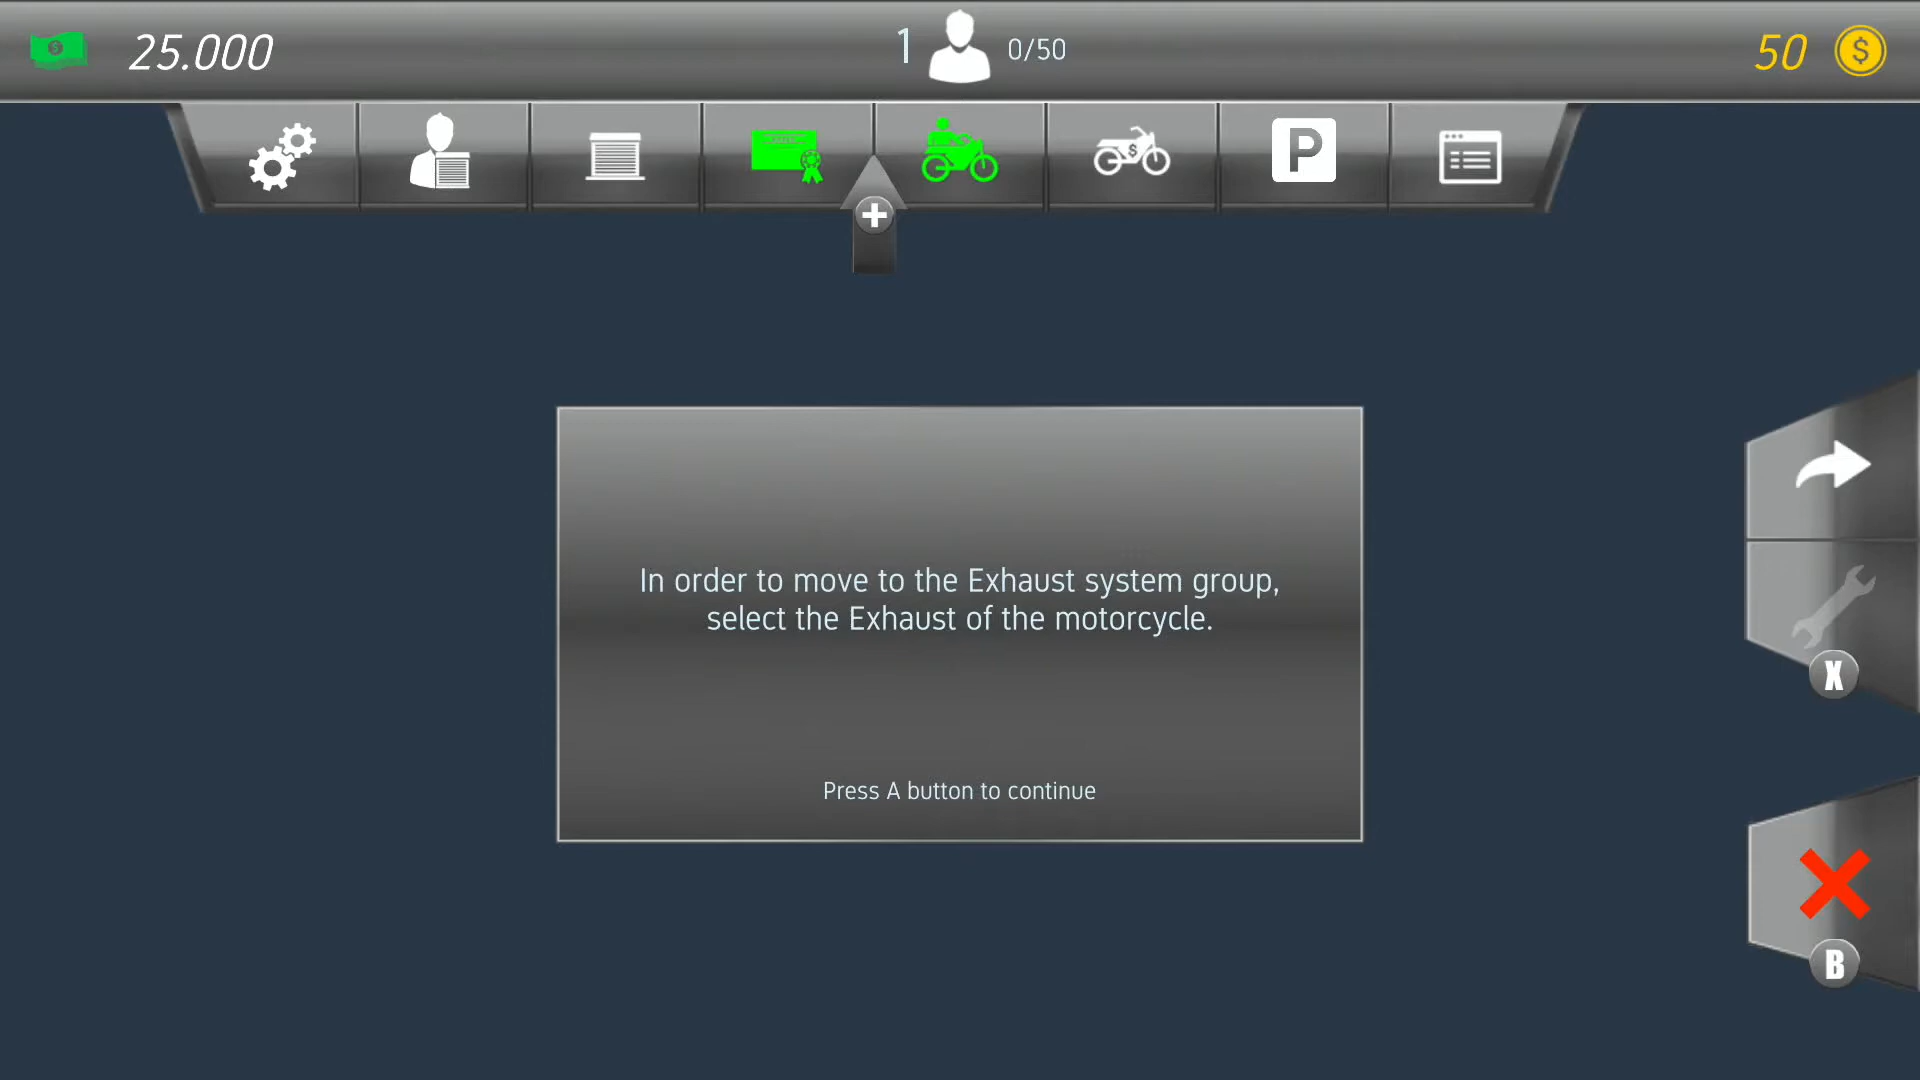 25.000
1
0/50
50
P
In order to move to the Exhaust system group,
select the Exhaust of the motorcycle.
X
Press A button to continue
B